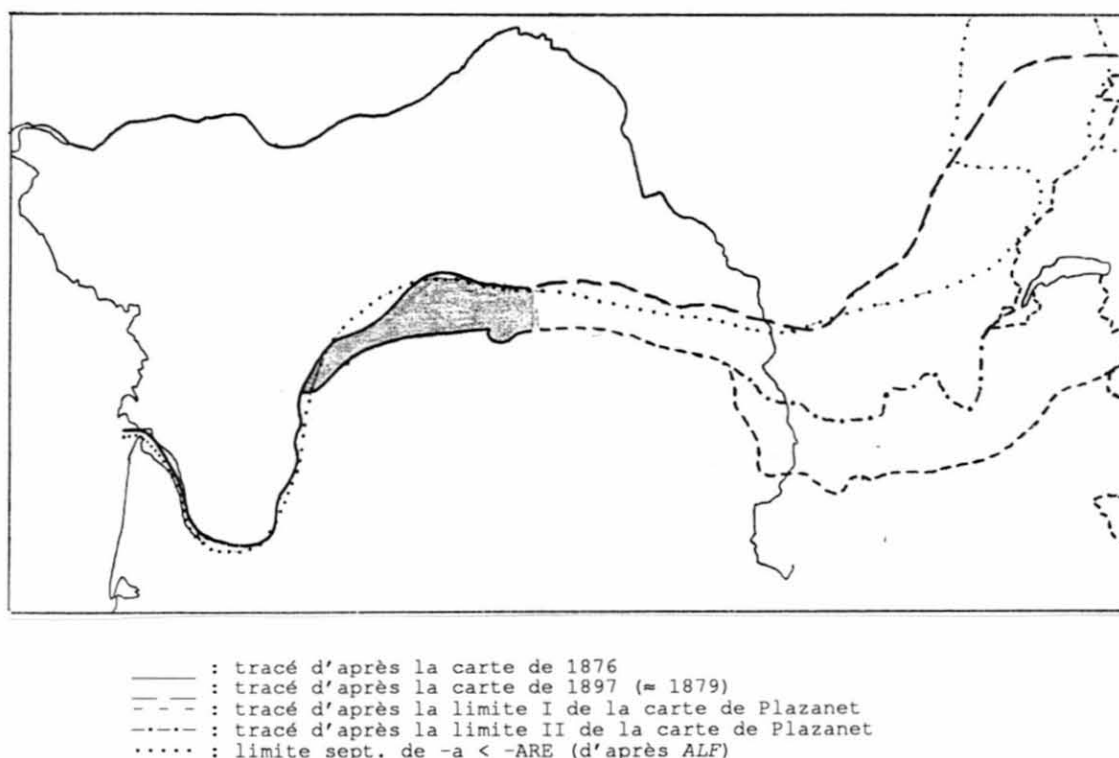 : tracé d'après la carte de 1876
: tracé d'après la carte de 1897 (≈ 1879)
: tracé d'après la limite I de la carte de Plazanet
: tracé d'après la limite II de la carte de Plazanet
: limite sept. de -a < -ARE (d'après ALF)